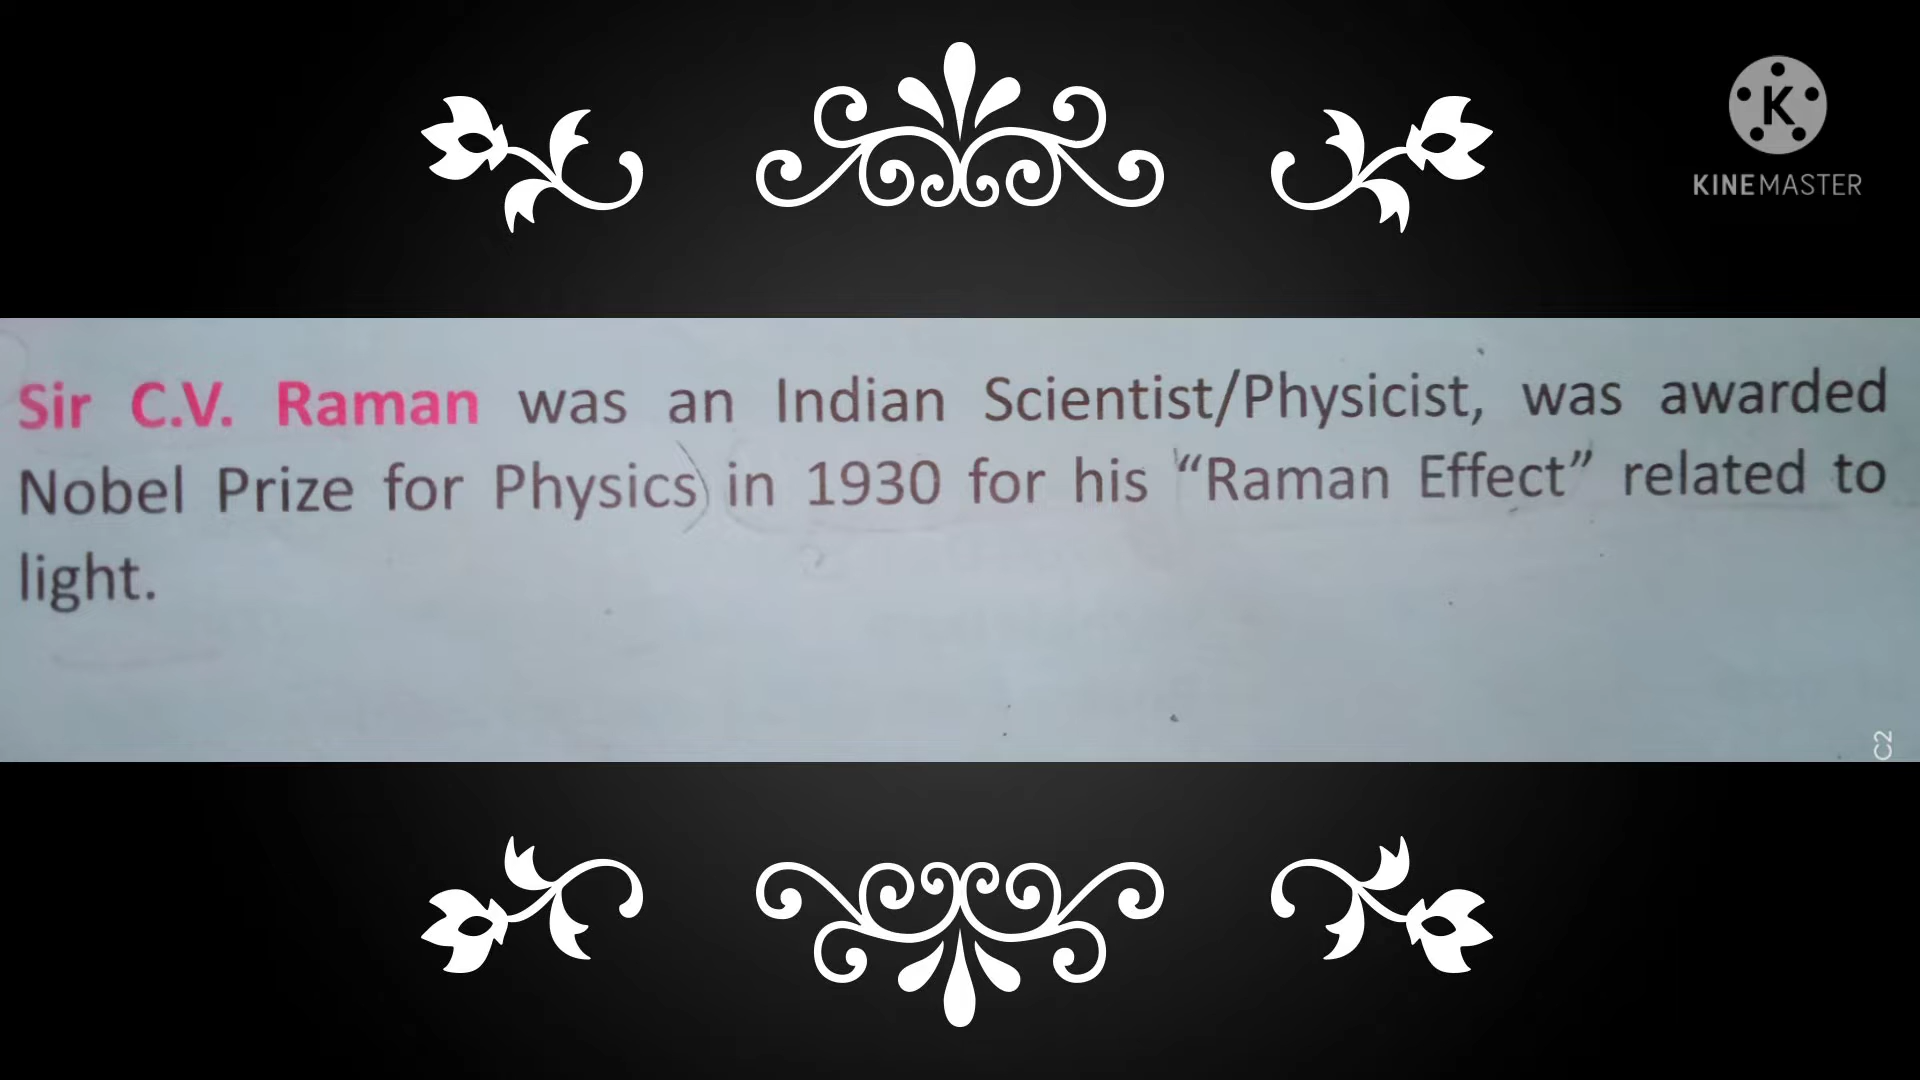 K
KINEMASTER
Sir C.V. Raman was an Indian Scientist/Physicist, was awarded
Nobel Prize for Physics in 1930 for his “Raman Effect” related to
light.
C2